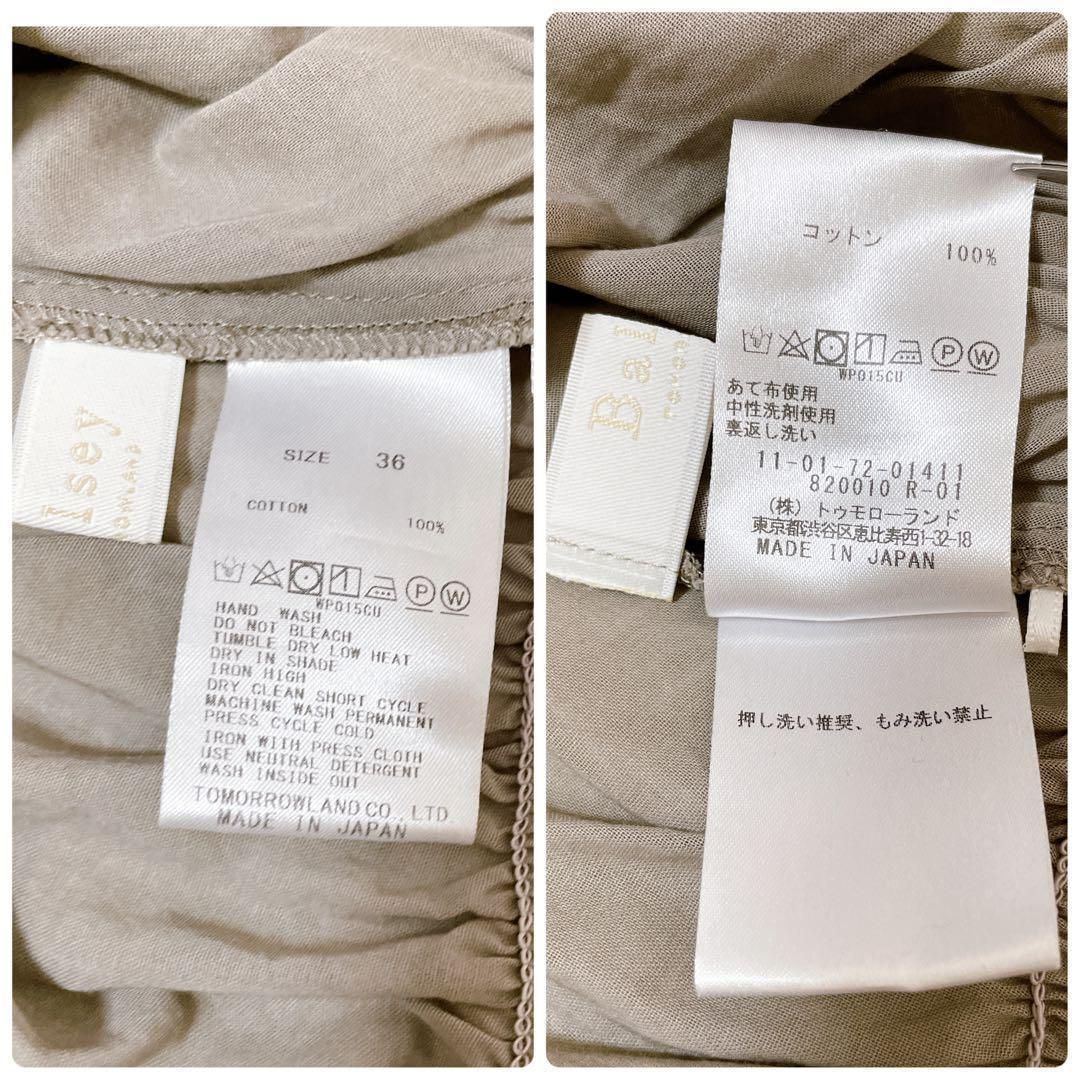 lsey
SIZE 36
COTTON 100%
P W
WP015CU
HAND WASH
DO NOT BLEACH
TUMBLE DRY LOW HEAT
DRY IN SHADE
IRON HIGH
DRY CLEAN SHORT CYCLE
MACHINE WASH PERMANENT
PRESS CYCLE COLD
IRON WITH PRESS CLOTH
USE NEUTRAL DETERGENT
WASH INSIDE OUT
TOMORROWLAND CO., LTD.
MADE IN JAPAN
Bal
コットン 100%
P W
WP015CU
あて布使用
中性洗剤使用
裏返し洗い
11-01-72-01411
820010 R-01
(株) トゥモローランド
東京都渋谷区恵比寿西1-32-18
MADE IN JAPAN
押し洗い推奨、もみ洗い禁止